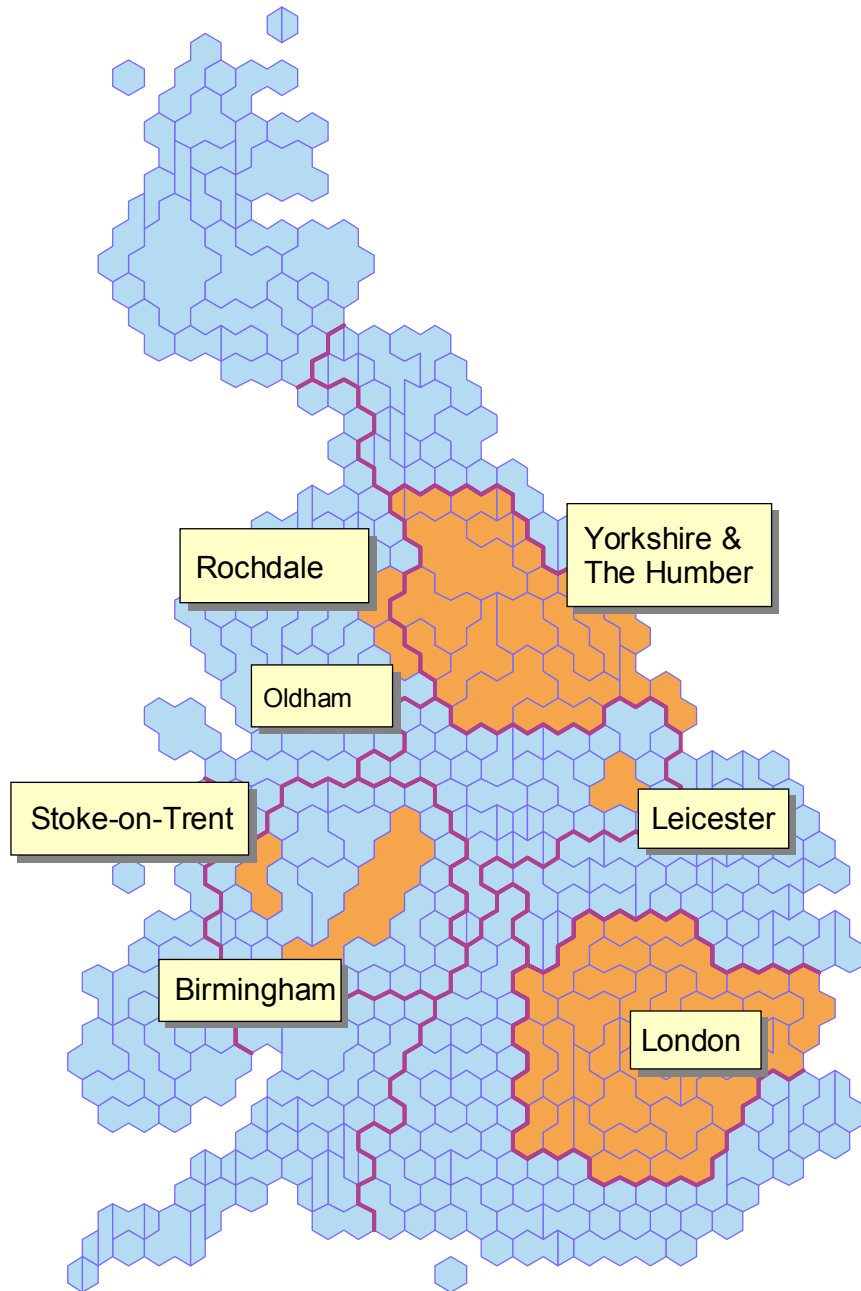 Rochdale
Yorkshire &
The Humber
Oldham
Stoke-on-Trent
Leicester
Birmingham
London